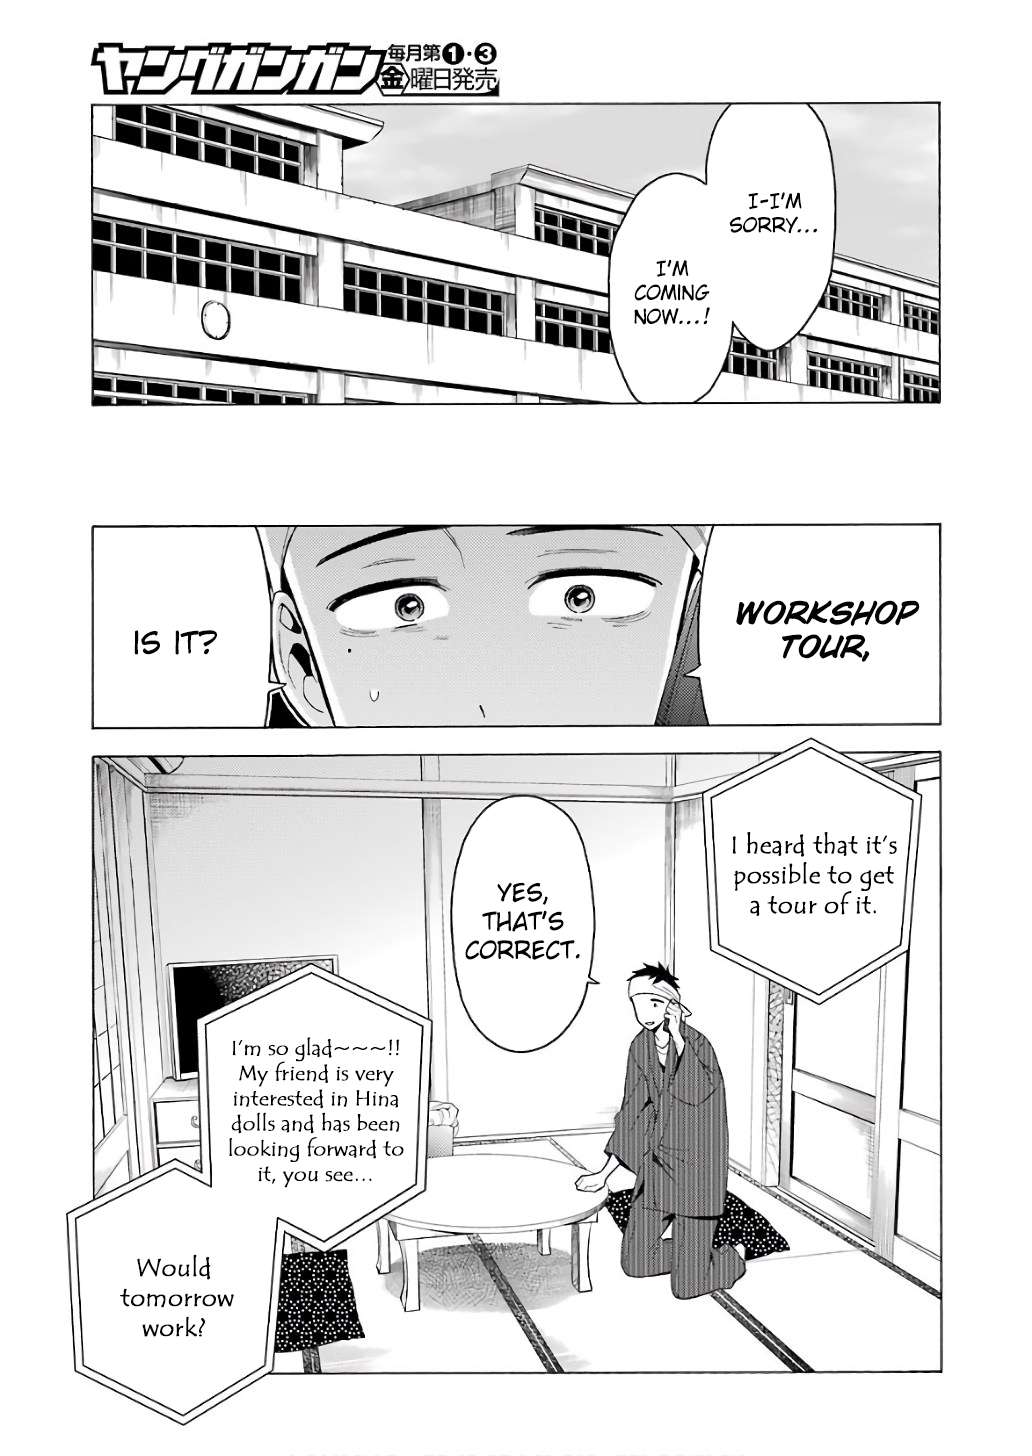 ヤングガンガン
毎月第1・3
金曜日発売
I-I'M
SORRY...
I'M
COMING
NOW...!
WORKSHOP
TOUR,
IS IT?
I heard that it's
possible to get
a tour of it.
YES,
THAT'S
CORRECT.
I'm so glad~~~!!
My friend is very
interested in Hina
dolls and has been
looking forward to
it, you see...
Would
tomorrow
work?